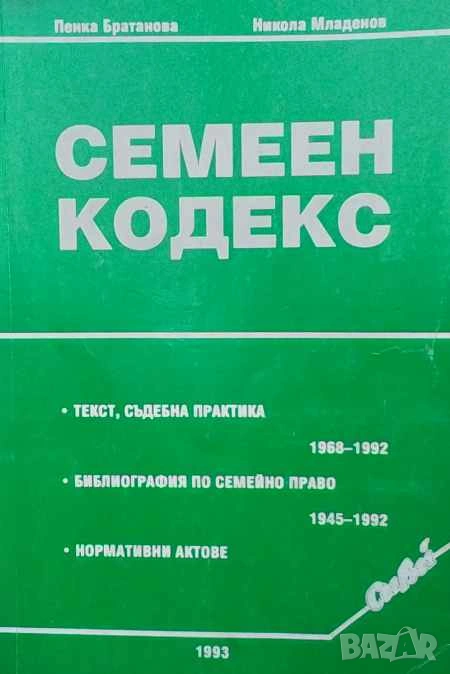 Пенка Братанова Никола Младенов
СЕМЕЕН
КОДЕКС
• ТЕКСТ, СЪДЕБНА ПРАКТИКА
1968–1992
• БИБЛИОГРАФИЯ ПО СЕМЕЙНО ПРАВО
1945–1992
• НОРМАТИВНИ АКТОВЕ
1993
BAZAR